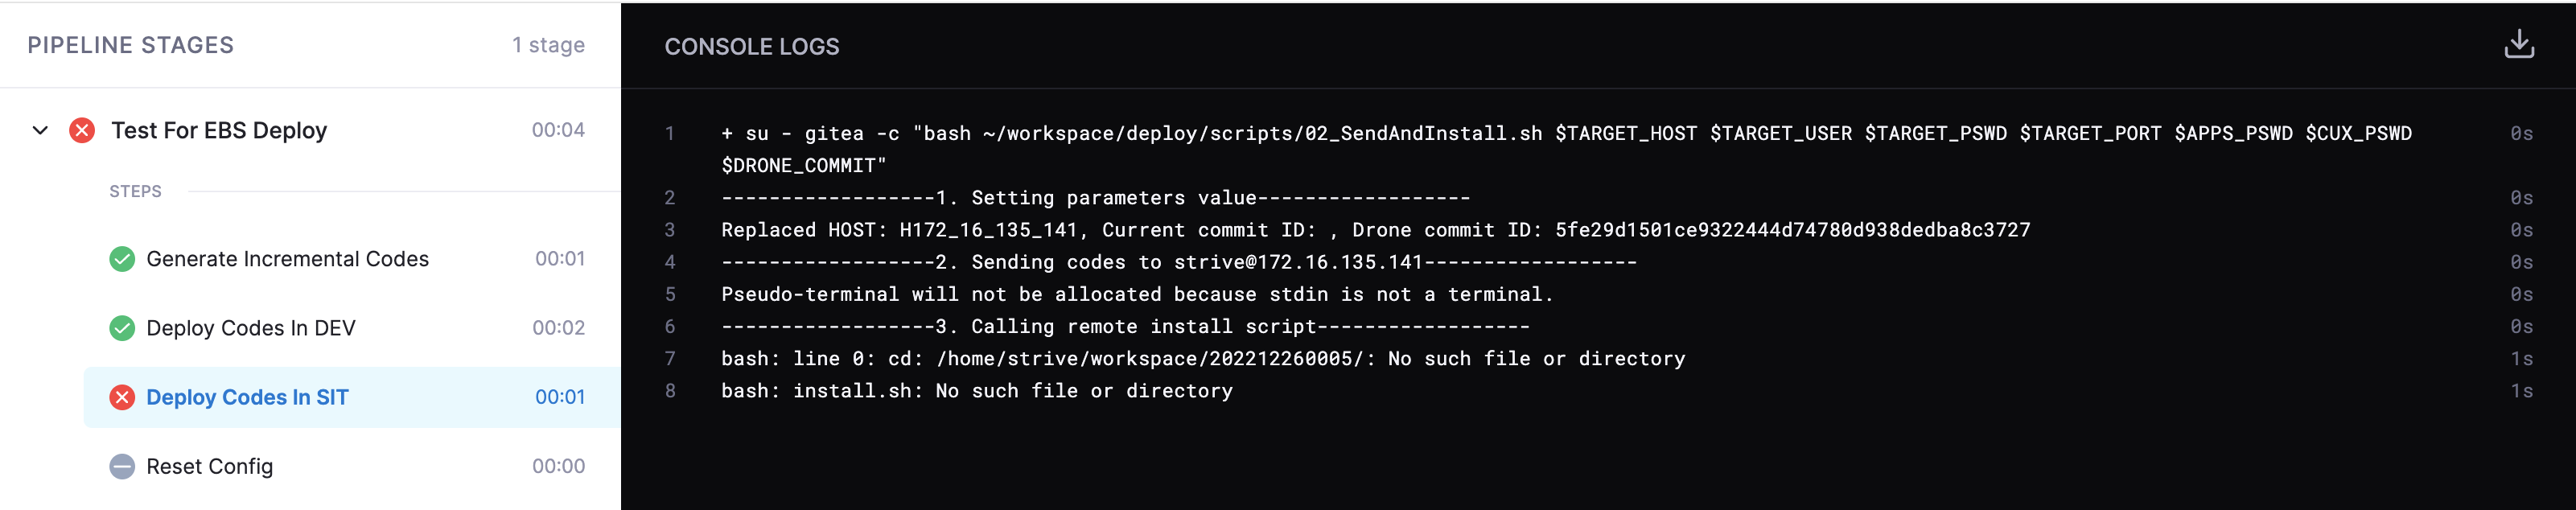 PIPELINE STAGES 1 stage
Test For EBS Deploy 00:04
STEPS
Generate Incremental Codes 00:01
Deploy Codes In DEV 00:02
Deploy Codes In SIT 00:01
Reset Config 00:00
CONSOLE LOGS
1 + su - gitea -c "bash ~/workspace/deploy/scripts/02_SendAndInstall.sh $TARGET_HOST $TARGET_USER $TARGET_PSWD $TARGET_PORT $APPS_PSWD $CUX_PSWD 0s
$DRONE_COMMIT"
2 ------------------1. Setting parameters value------------------ 0s
3 Replaced HOST: H172_16_135_141, Current commit ID: , Drone commit ID: 5fe29d1501ce9322444d74780d938dedba8c3727 0s
4 ------------------2. Sending codes to strive@172.16.135.141------------------ 0s
5 Pseudo-terminal will not be allocated because stdin is not a terminal. 0s
6 ------------------3. Calling remote install script------------------ 0s
7 bash: line 0: cd: /home/strive/workspace/202212260005/: No such file or directory 1s
8 bash: install.sh: No such file or directory 1s